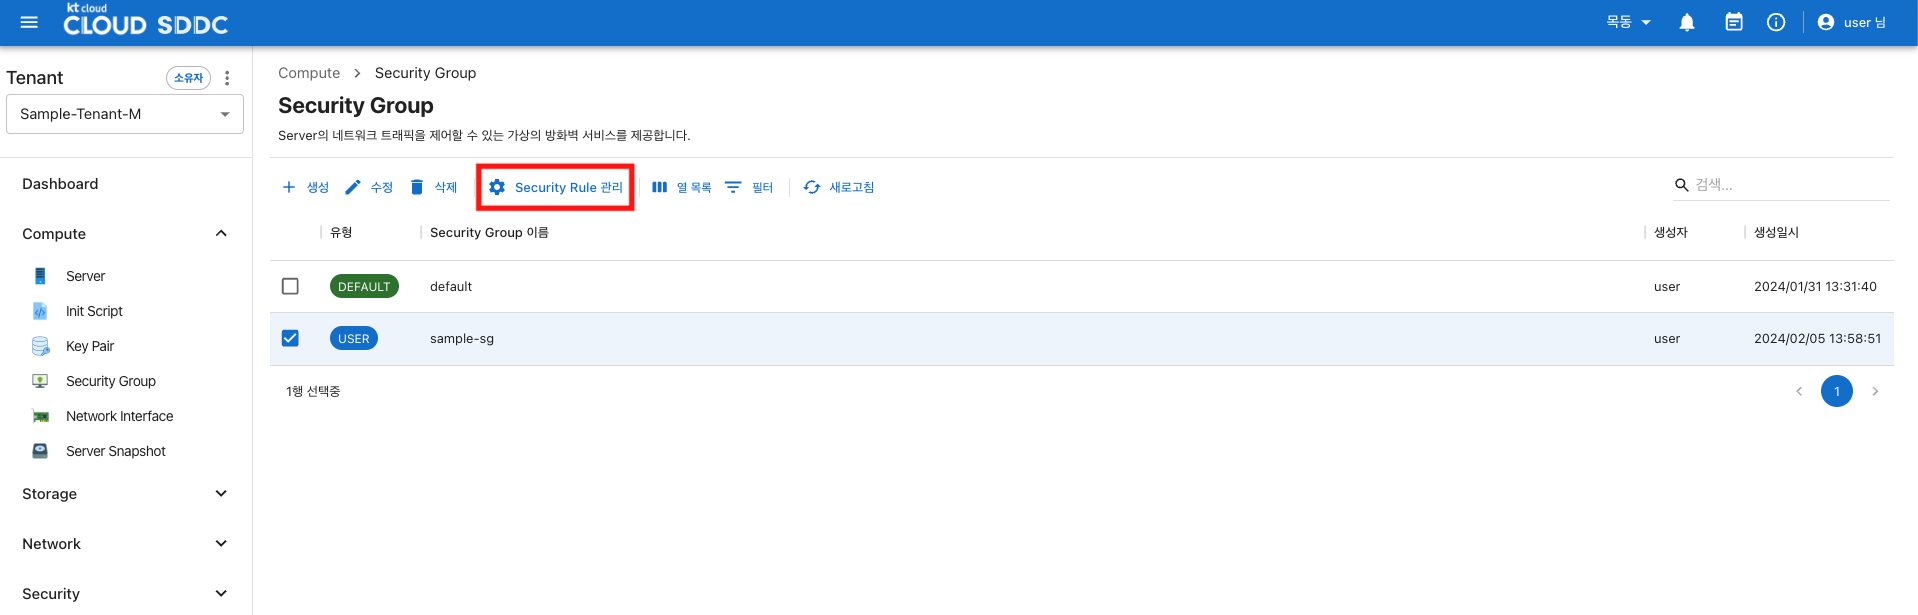 kt cloud
CLOUD SDDC
목동
user 님
Tenant
소유자
Sample-Tenant-M
Dashboard
Compute
Server
Init Script
Key Pair
Security Group
Network Interface
Server Snapshot
Storage
Network
Security
Compute > Security Group
Security Group
Server의 네트워크 트래픽을 제어할 수 있는 가상의 방화벽 서비스를 제공합니다.
생성 수정 삭제 Security Rule 관리 열 목록 필터 새로고침
검색...
유형 Security Group 이름 생성자 생성일시
DEFAULT default user 2024/01/31 13:31:40
USER sample-sg user 2024/02/05 13:58:51
1행 선택중
1